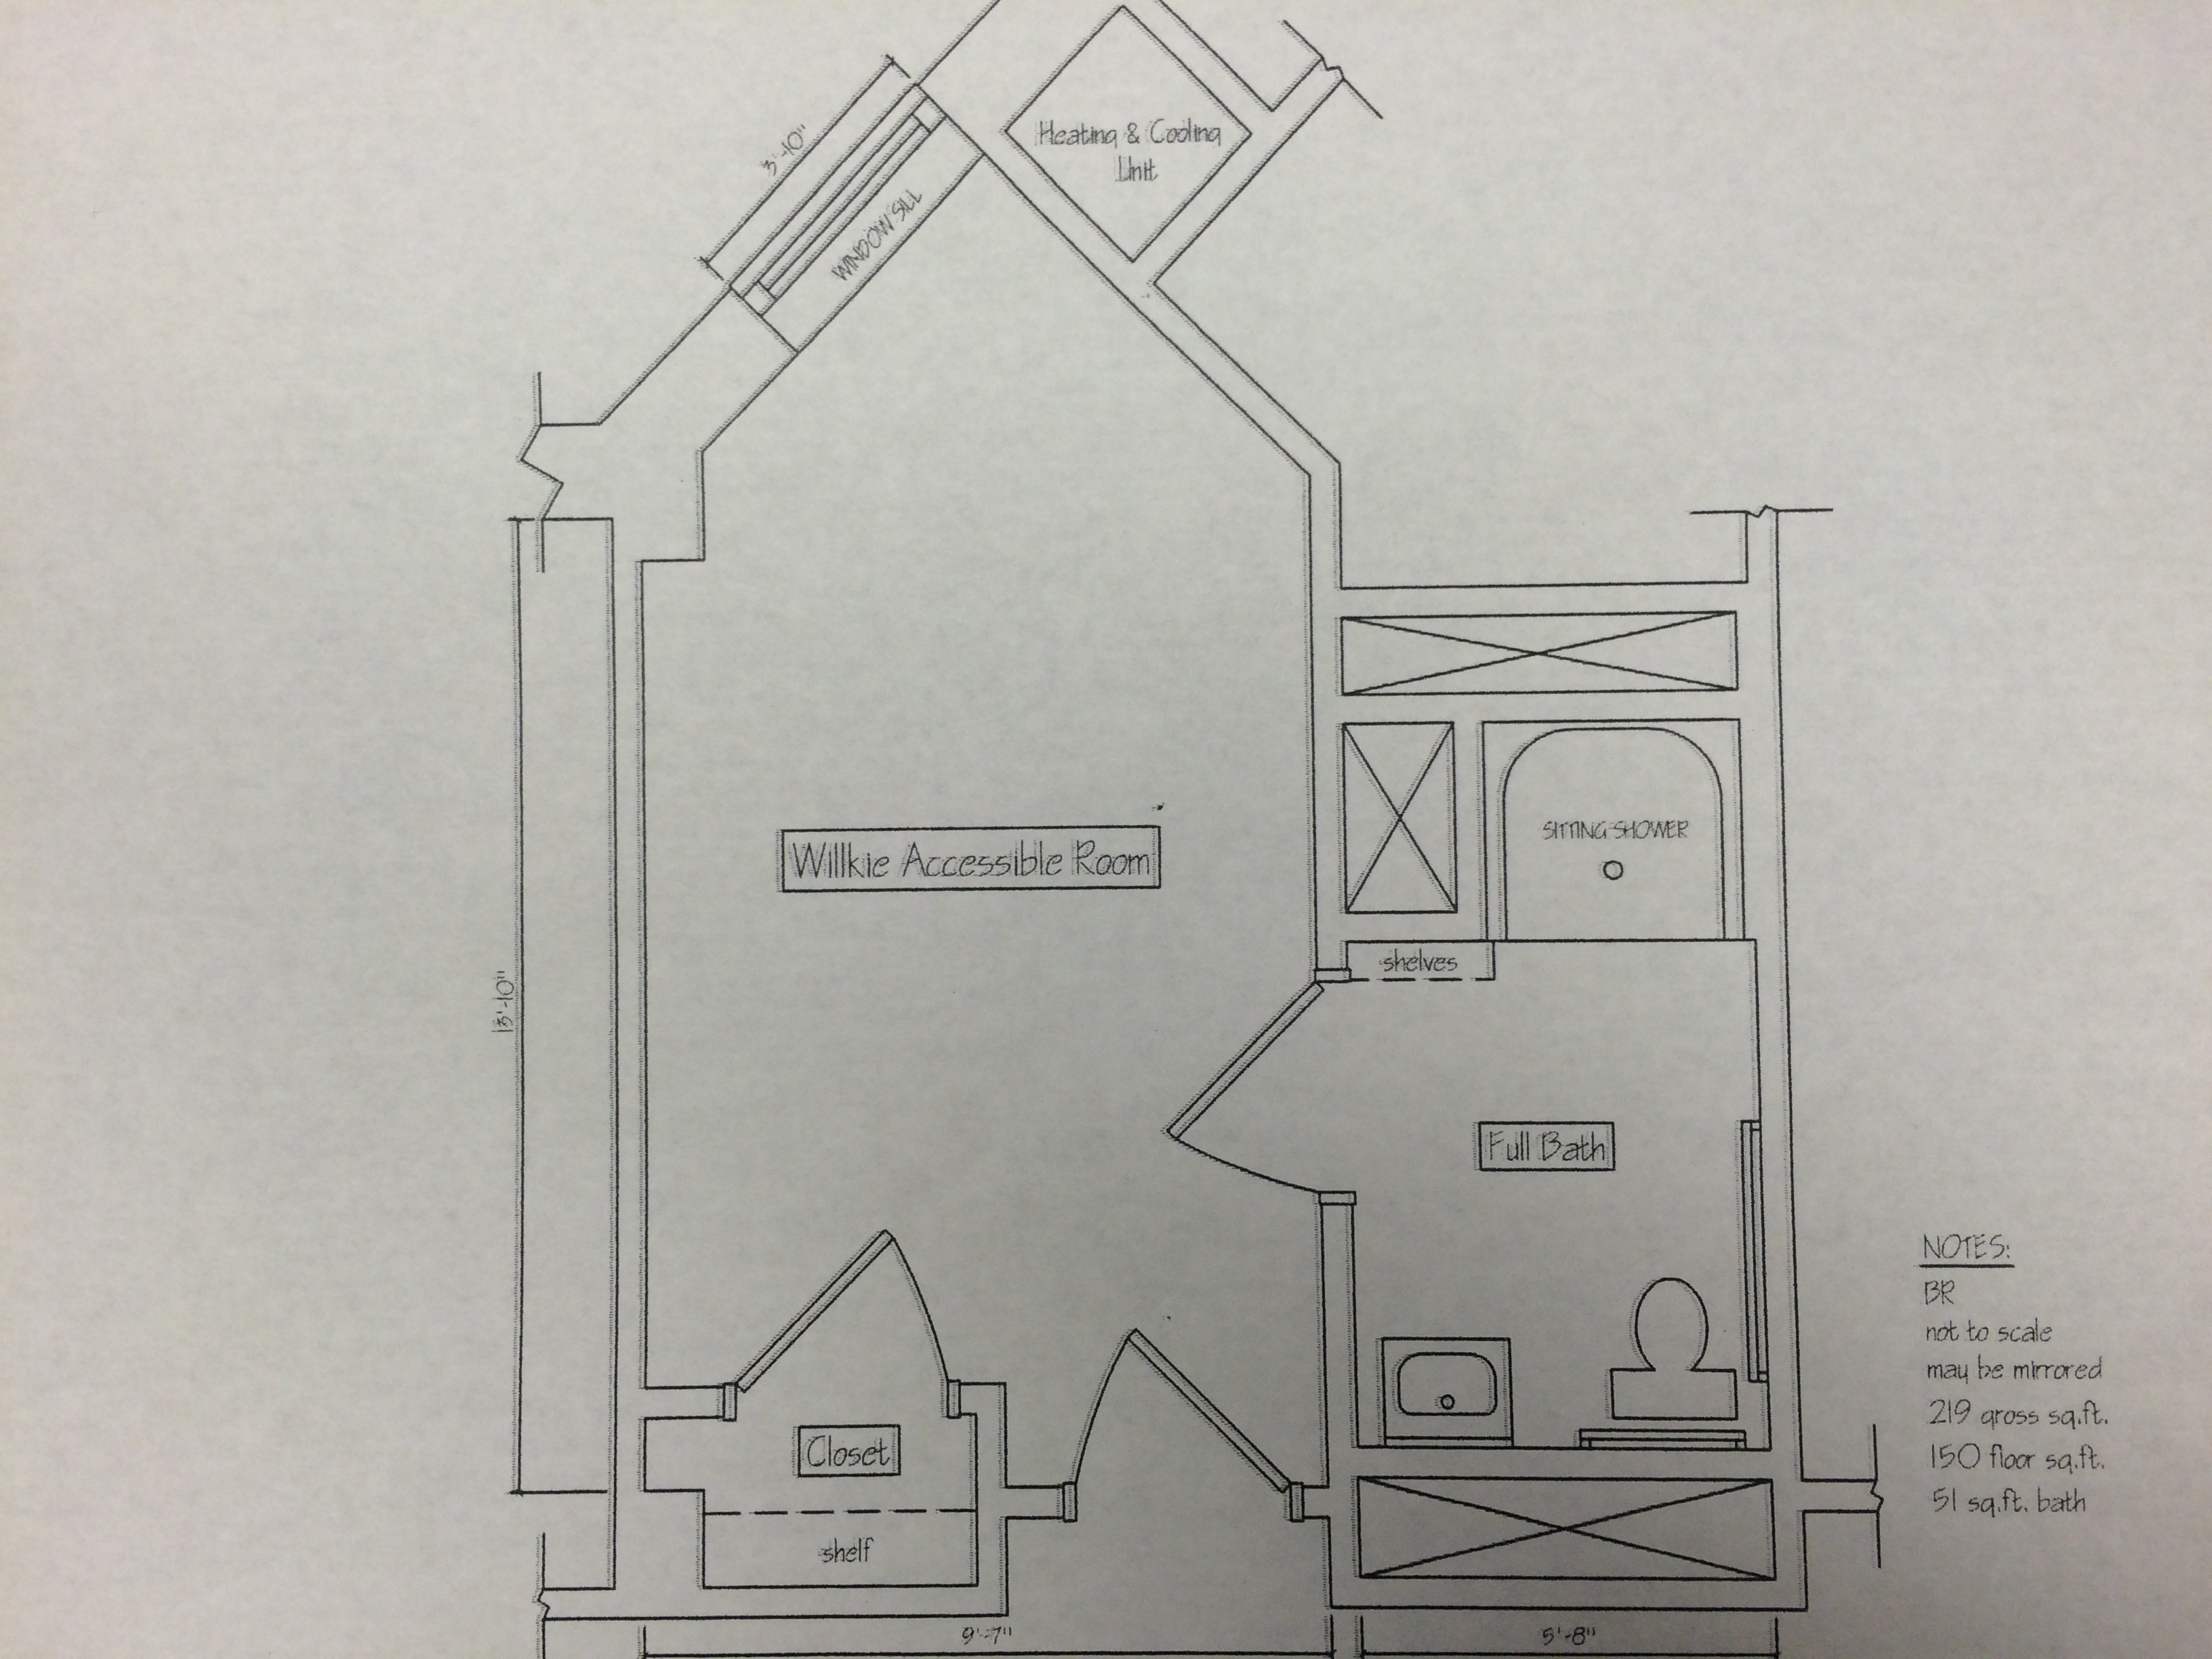 Heating & Cooling
Unit
3'-10"
WINDOW SILL
SITTING SHOWER
Willkie Accessible Room
shelves
13'-10"
Full Bath
NOTES:
BR
not to scale
may be mirrored
219 gross sq.ft.
150 floor sq.ft.
51 sq.ft. bath
Closet
shelf
9'-7"
5'-8"